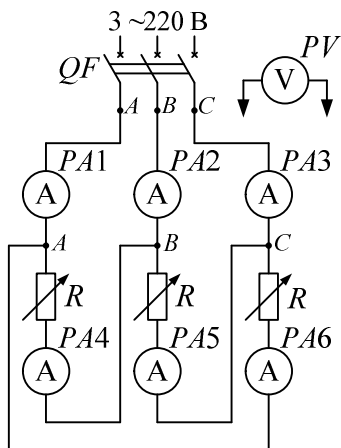 3 ~220 В
QF
PV
V
A B C
PA1 PA2 PA3
A A A
A B C
R R R
PA4 PA5 PA6
A A A